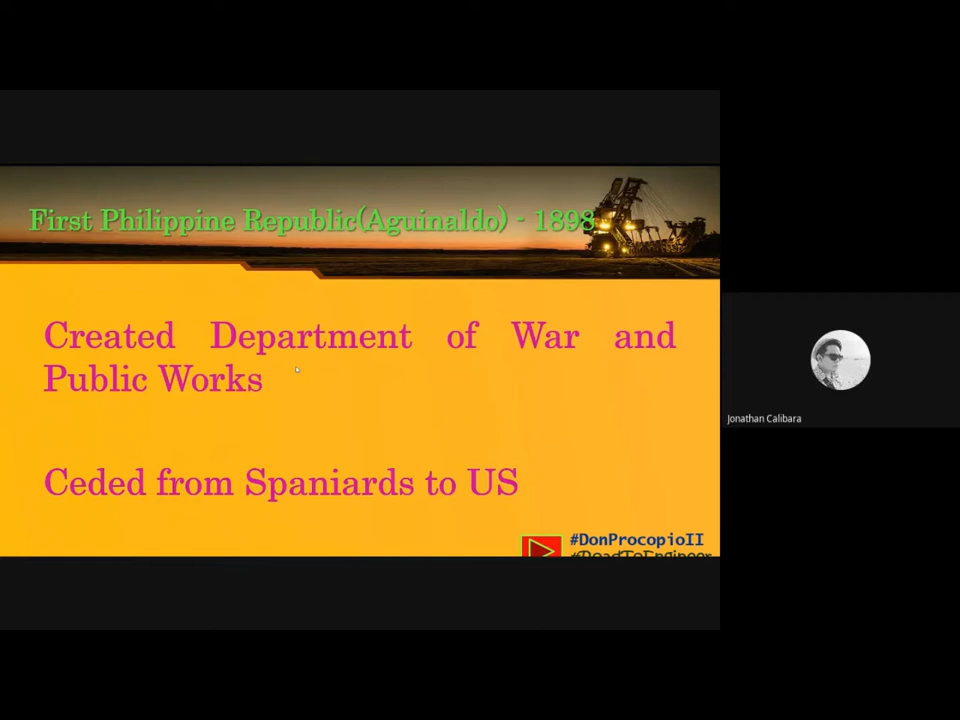 First Philippine Republic(Aguinaldo) - 1898
Created Department of War and
Public Works
Ceded from Spaniards to US
Jonathan Calibara
#DonProcopioII
#RoadToEngineer